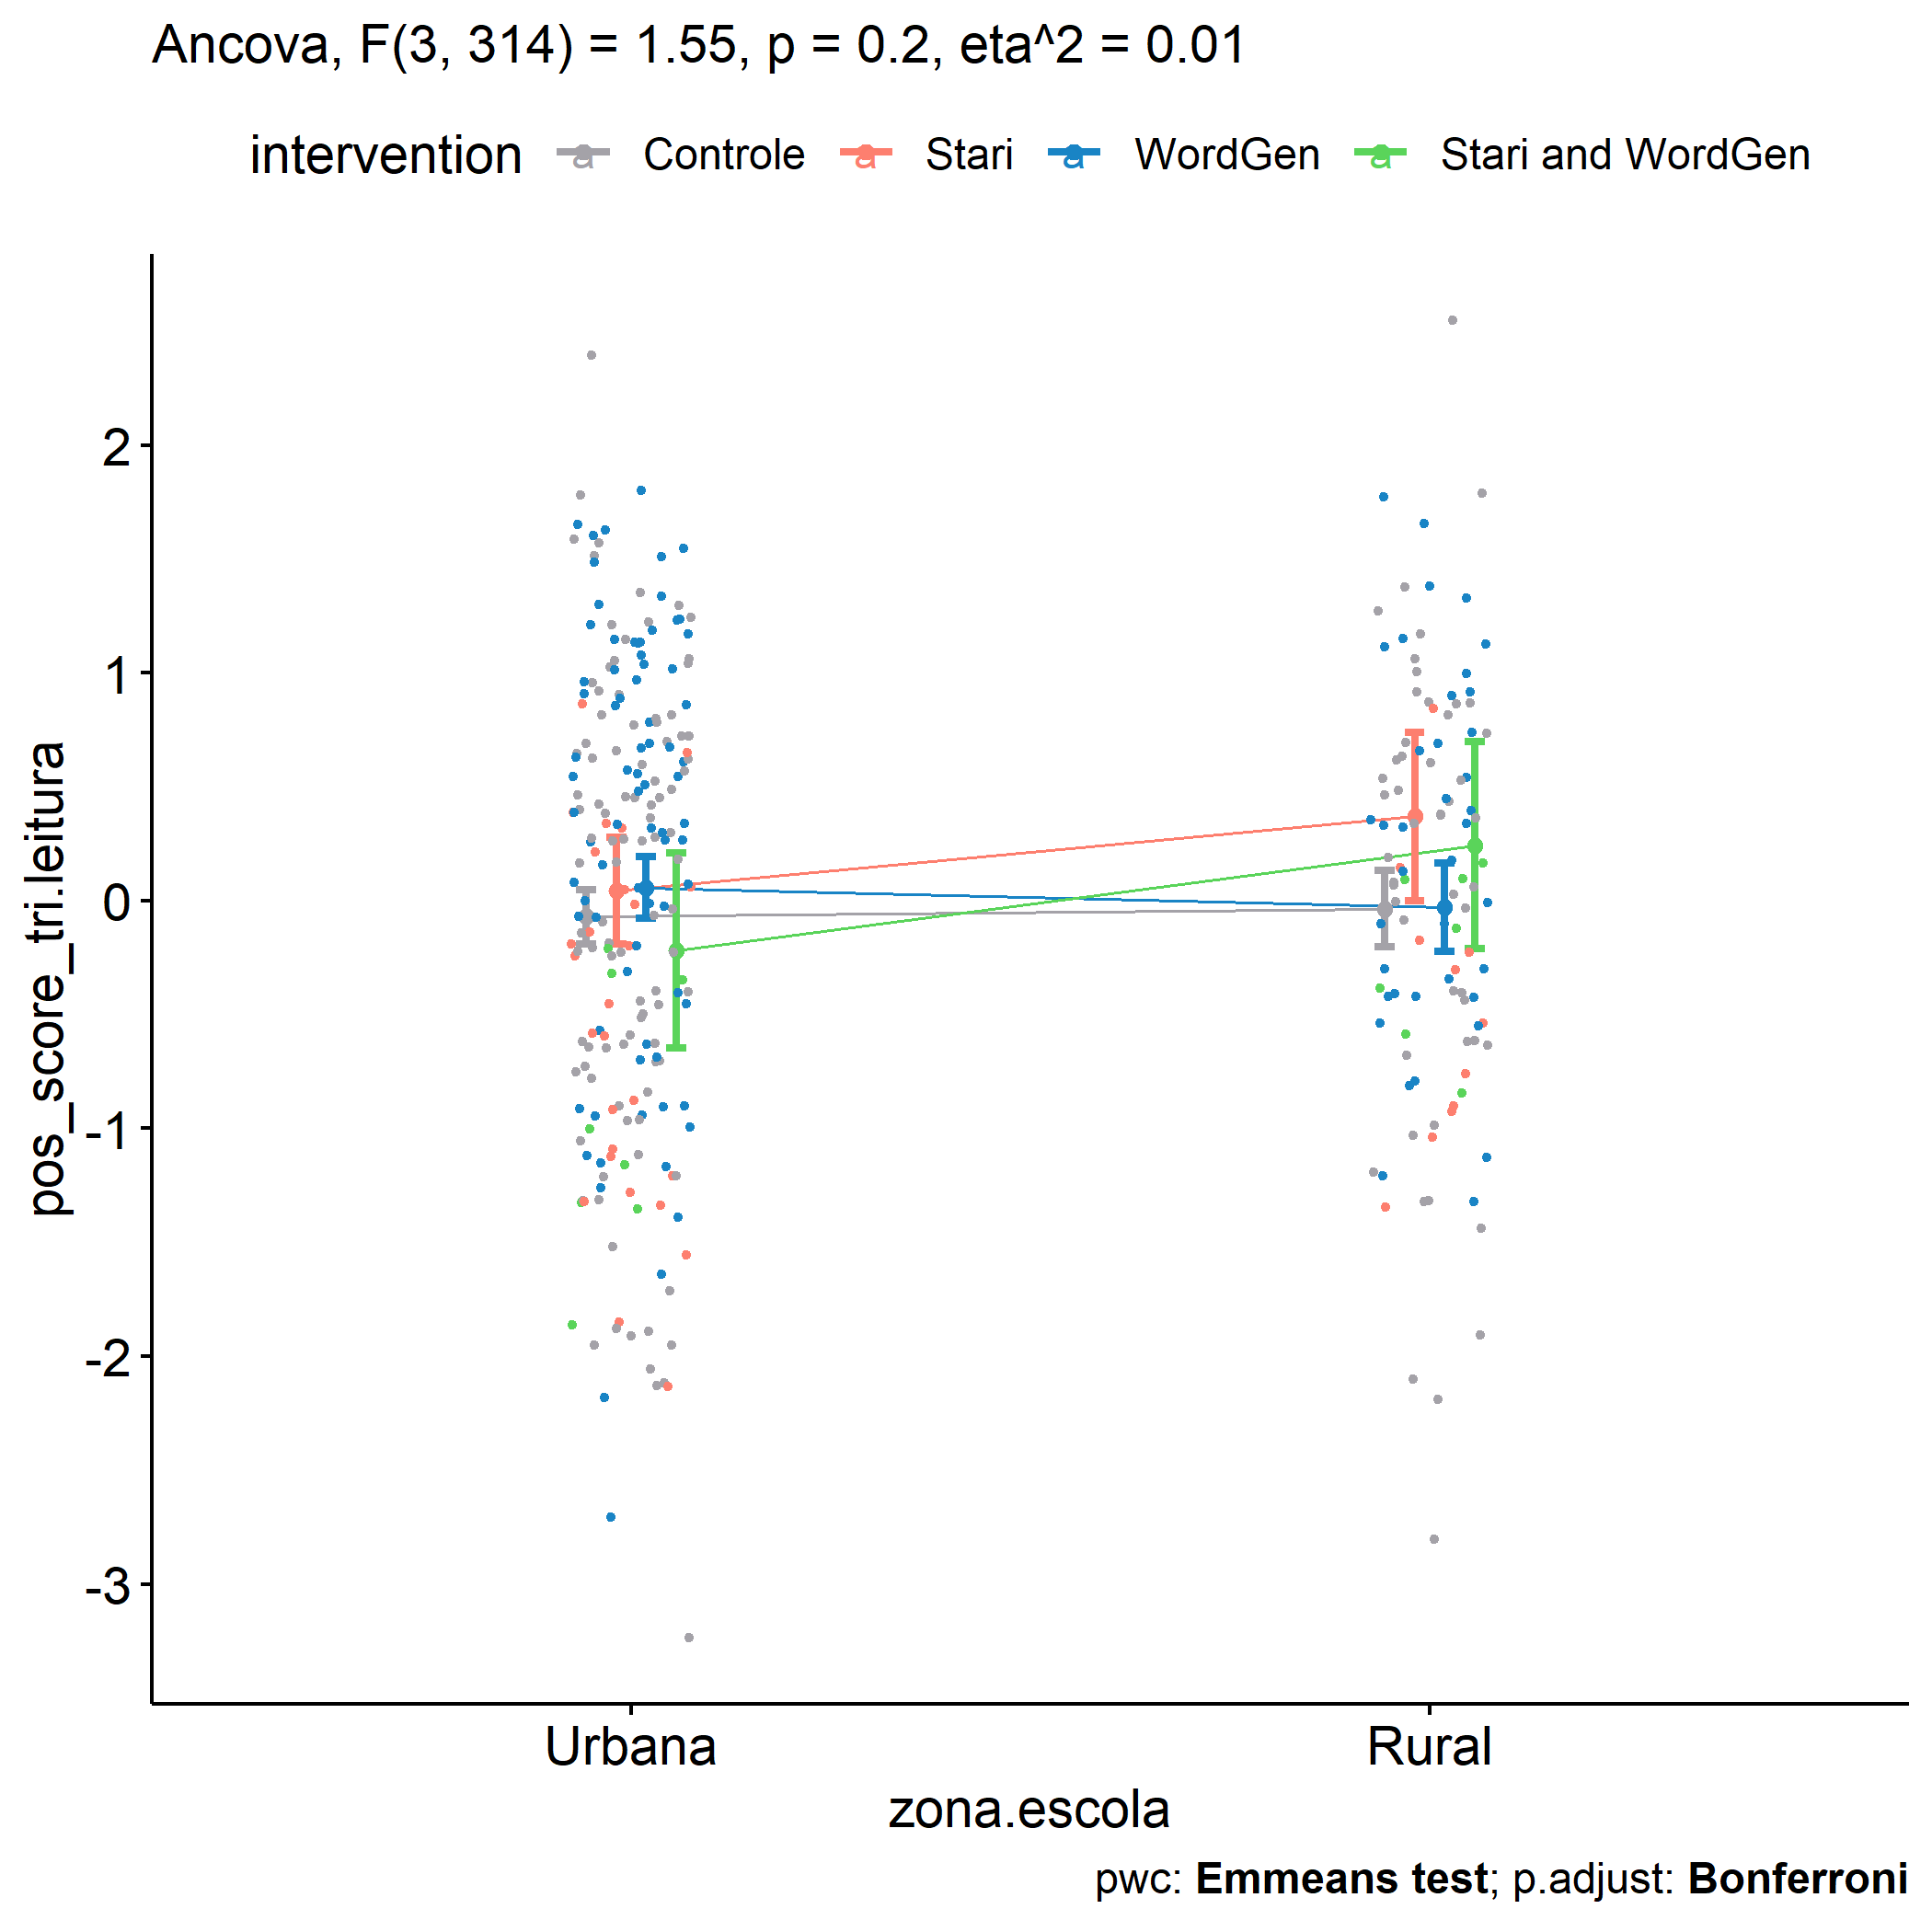 Ancova, F(3, 314) = 1.55, p = 0.2, eta^2 = 0.01
intervention a Controle a Stari a WordGen a Stari and WordGen
pos_score_tri.leitura
2
1
0
-1
-2
-3
Urbana Rural
zona.escola
pwc: Emmeans test; p.adjust: Bonferroni